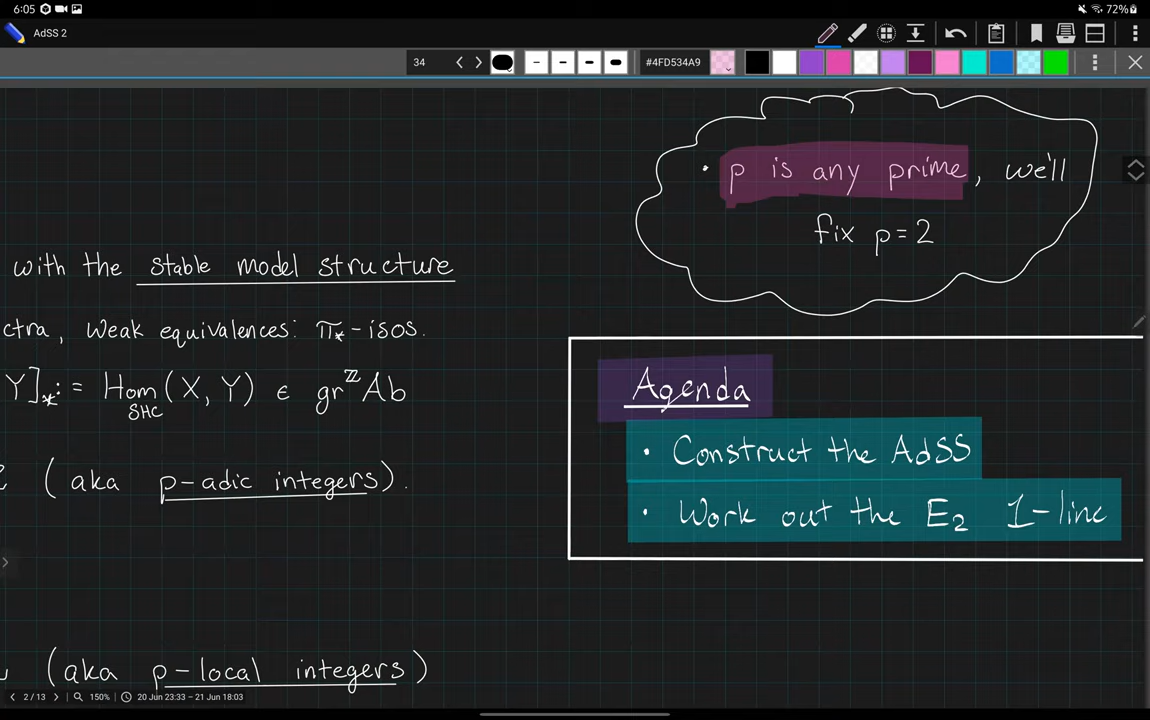 6:05
72%
AdSS 2
34
#4FD534A9
• p is any prime, we'll
fix p=2
with the stable model structure
ctra, weak equivalences: π⁎-isos.
Y]⁎ := Hom_SHC(X, Y) ∈ gr^ℤ Ab
Agenda
• Construct the AdSS
• Work out the E₂ 1-line
(aka p-adic integers).
(aka p-local integers)
2/13
150%
20 Jun 23:33 - 21 Jun 18:03